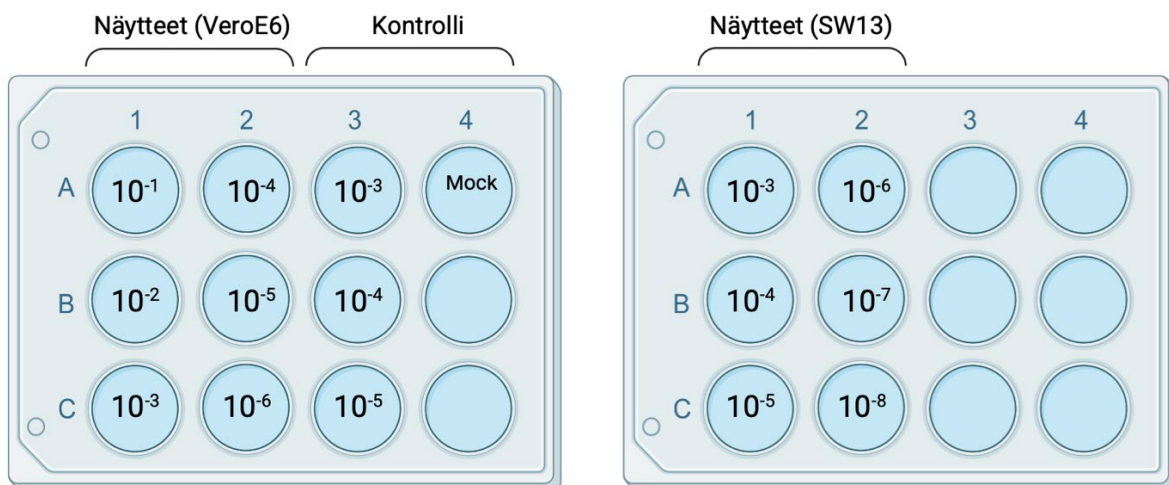 Näytteet (VeroE6) Kontrolli Näytteet (SW13)
1 2 3 4 1 2 3 4
A 10⁻¹ 10⁻⁴ 10⁻³ Mock A 10⁻³ 10⁻⁶
B 10⁻² 10⁻⁵ 10⁻⁴ B 10⁻⁴ 10⁻⁷
C 10⁻³ 10⁻⁶ 10⁻⁵ C 10⁻⁵ 10⁻⁸